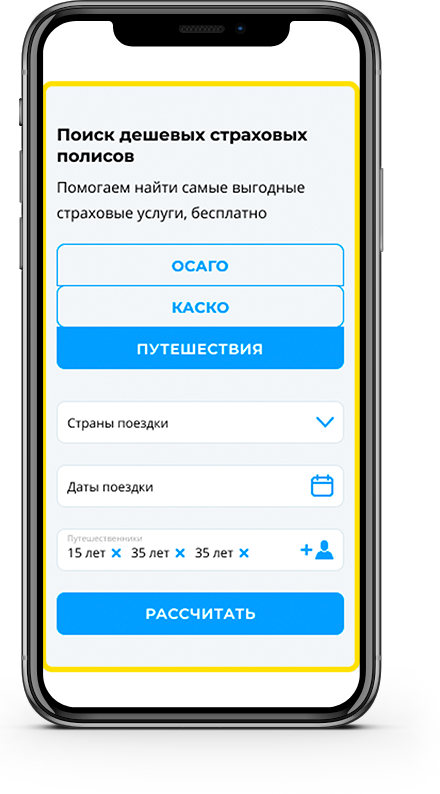 Поиск дешевых страховых
полисов
Помогаем найти самые выгодные
страховые услуги, бесплатно
ОСАГО
КАСКО
ПУТЕШЕСТВИЯ
Страны поездки
Даты поездки
Путешественники
15 лет × 35 лет × 35 лет ×
РАССЧИТАТЬ